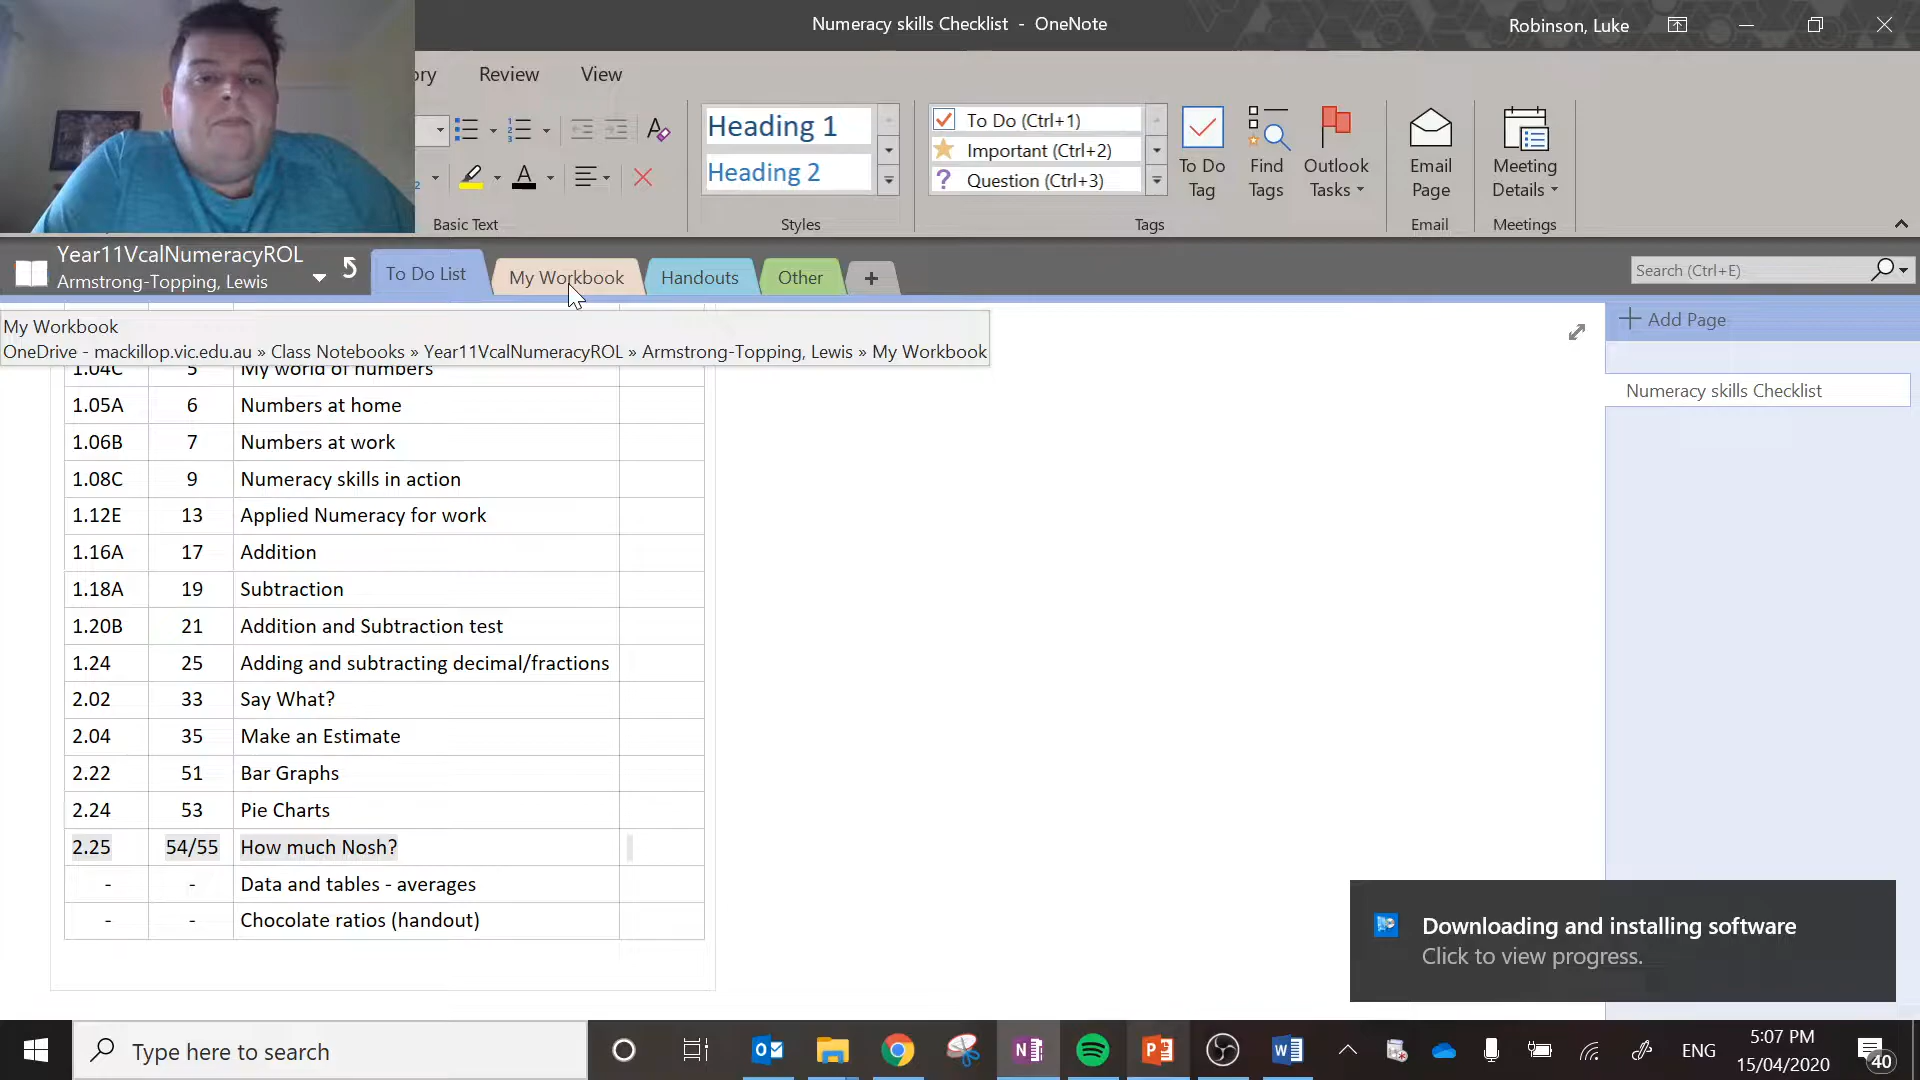 Numeracy skills Checklist - OneNote
Robinson, Luke
ory
Review
View
Heading 1
Heading 2
To Do (Ctrl+1)
Important (Ctrl+2)
Question (Ctrl+3)
To Do
Tag
Find
Tags
Outlook
Tasks
Email
Page
Meeting
Details
Basic Text
Styles
Tags
Email
Meetings
Year11VcalNumeracyROL
Armstrong-Topping, Lewis
To Do List
My Workbook
Handouts
Other
Search (Ctrl+E)
My Workbook
OneDrive - mackillop.vic.edu.au » Class Notebooks » Year11VcalNumeracyROL » Armstrong-Topping, Lewis » My Workbook
Add Page
Numeracy skills Checklist
1.04C 5 My world of numbers
1.05A 6 Numbers at home
1.06B 7 Numbers at work
1.08C 9 Numeracy skills in action
1.12E 13 Applied Numeracy for work
1.16A 17 Addition
1.18A 19 Subtraction
1.20B 21 Addition and Subtraction test
1.24 25 Adding and subtracting decimal/fractions
2.02 33 Say What?
2.04 35 Make an Estimate
2.22 51 Bar Graphs
2.24 53 Pie Charts
2.25 54/55 How much Nosh?
- - Data and tables - averages
- - Chocolate ratios (handout)
Downloading and installing software
Click to view progress.
Type here to search
ENG
5:07 PM
15/04/2020
40